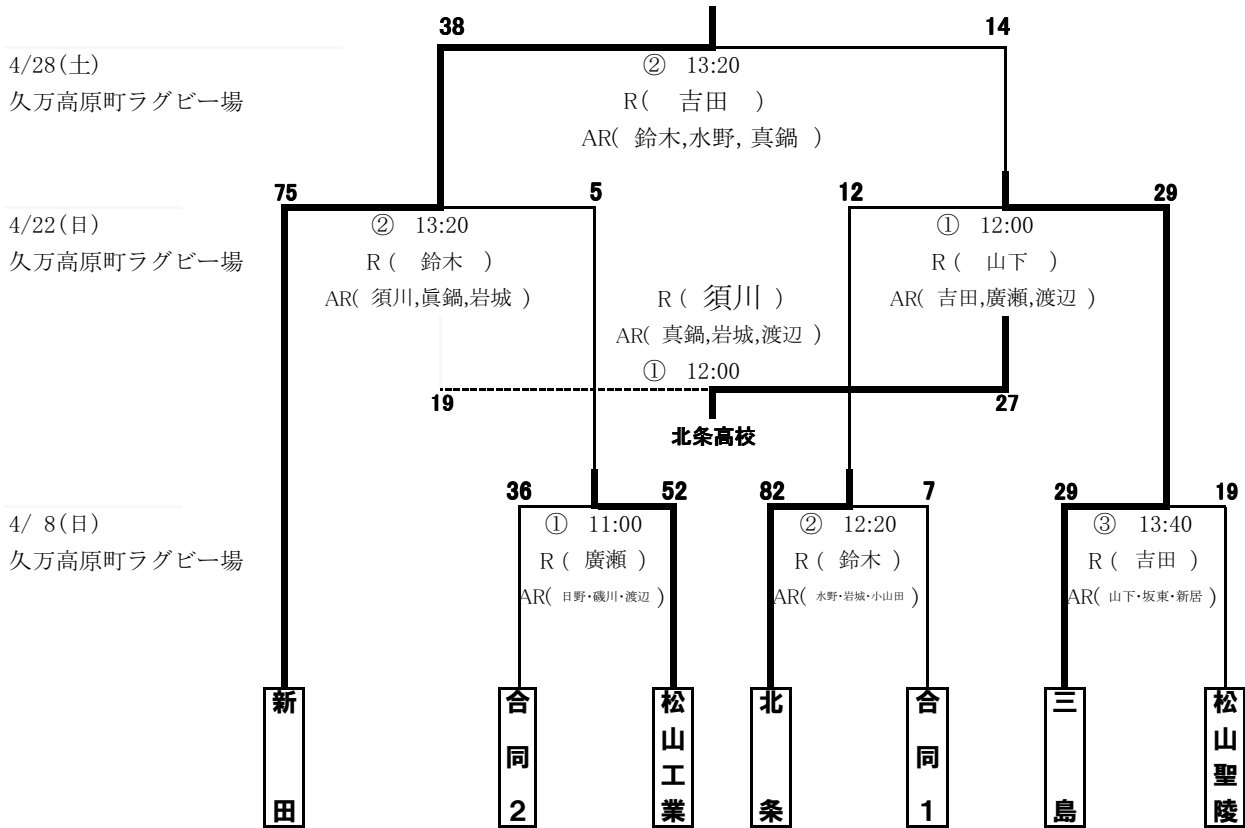 38 14
4/28(土)
久万高原町ラグビー場
② 13:20
R( 吉田 )
AR( 鈴木,水野, 真鍋 )
75 5 12 29
4/22(日)
久万高原町ラグビー場
② 13:20
R ( 鈴木 )
AR( 須川,眞鍋,岩城 )
① 12:00
R ( 山下 )
AR( 吉田,廣瀬,渡辺 )
R ( 須川 )
AR( 真鍋,岩城,渡辺 )
① 12:00
19 27
北条高校
36 52 82 7 29 19
4/ 8(日)
久万高原町ラグビー場
① 11:00
R ( 廣瀬 )
AR( 日野・磯川・渡辺 )
② 12:20
R ( 鈴木 )
AR( 水野・岩城・小山田 )
③ 13:40
R ( 吉田 )
AR( 山下・坂東・新居 )
新田
合同2
松山工業
北条
合同1
三島
松山聖陵